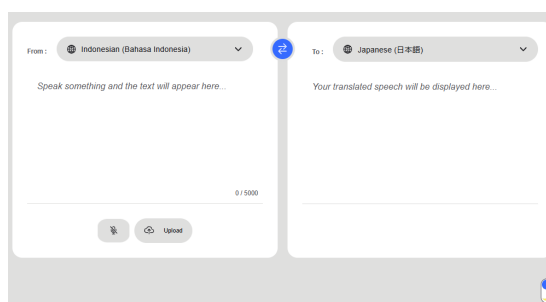 From :
Indonesian (Bahasa Indonesia)
To :
Japanese (日本語)
Speak something and the text will appear here...
Your translated speech will be displayed here...
0 / 5000
Upload